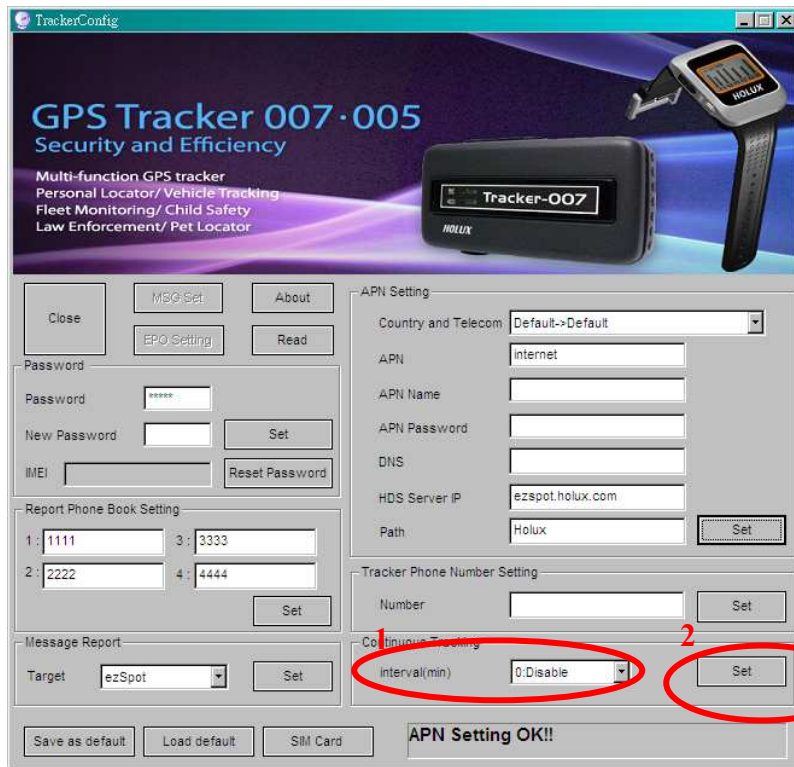 TrackerConfig
GPS Tracker 007·005
Security and Efficiency
Multi-function GPS tracker
Personal Locator/ Vehicle Tracking
Fleet Monitoring/ Child Safety
Law Enforcement/ Pet Locator
Tracker-007
HOLUX
HOLUX
Close
MSG Set
About
EPO Setting
Read
Password
Password *****
New Password
Set
IMEI
Reset Password
Report Phone Book Setting
1 : 1111
3 : 3333
2 : 2222
4 : 4444
Set
Message Report
Target ezSpot
Set
APN Setting
Country and Telecom Default->Default
APN internet
APN Name
APN Password
DNS
HDS Server IP ezspot.holux.com
Path Holux
Set
Tracker Phone Number Setting
Number
Set
1
2
Continuous Tracking
interval(min) 0:Disable
Set
Save as default
Load default
SIM Card
APN Setting OK!!